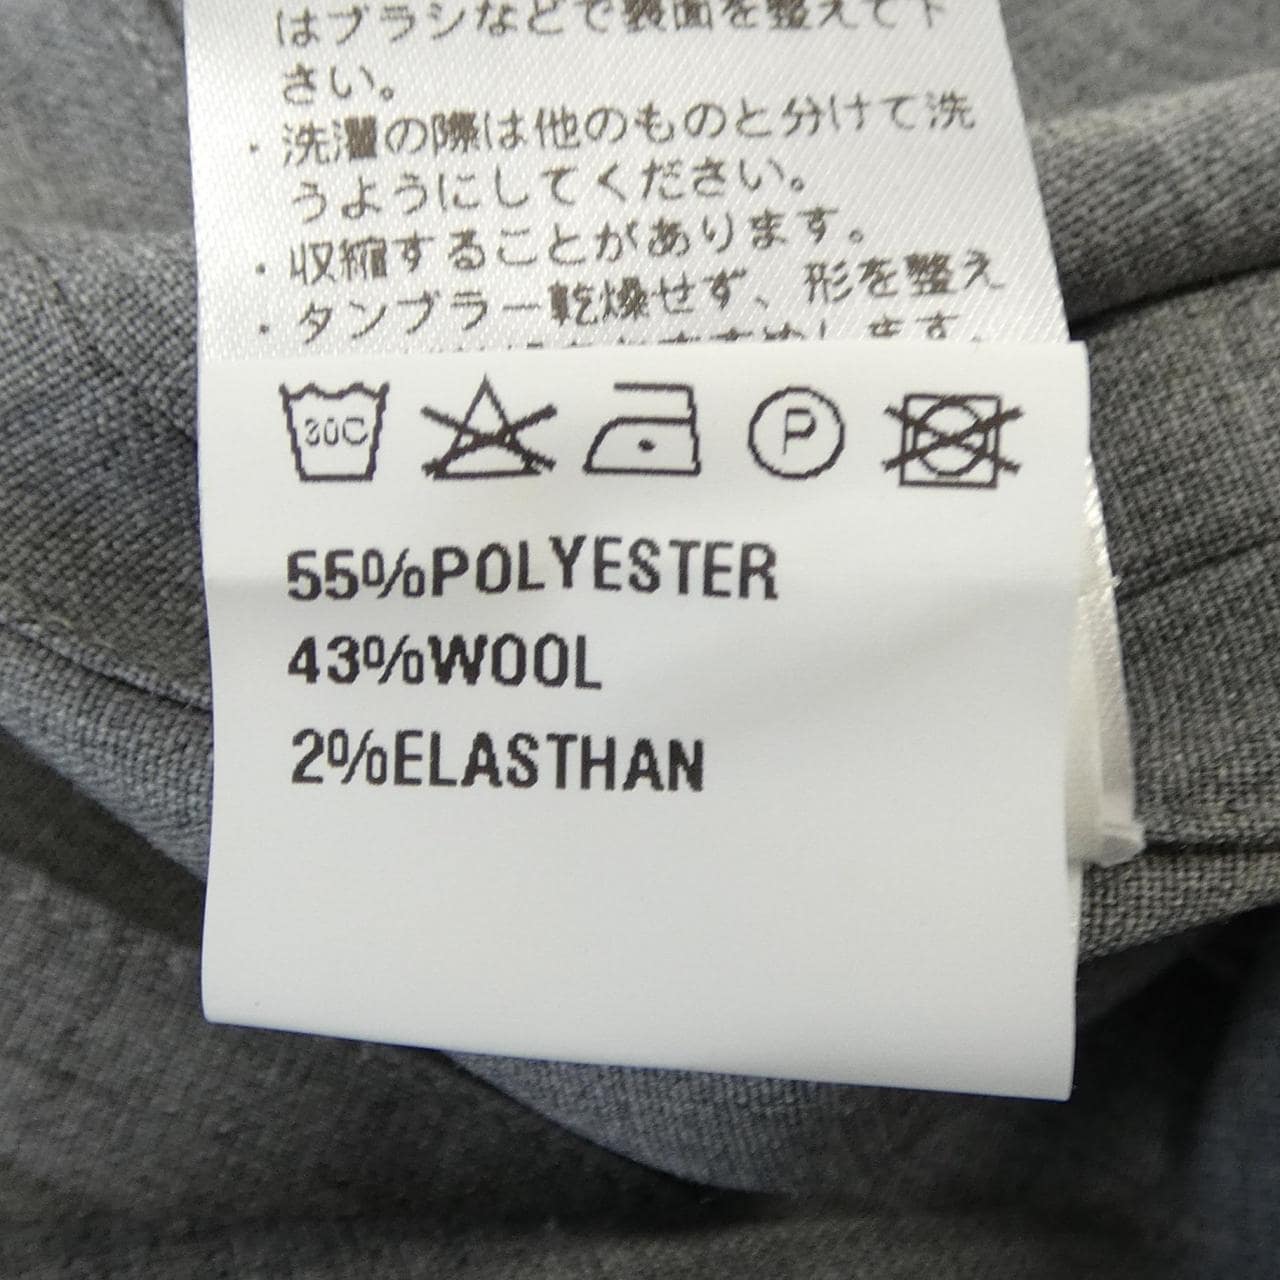 はブラシなどで表面を整えて下
さい。
・洗濯の際は他のものと分けて洗
うようにしてください。
・収縮することがあります。
・タンブラー乾燥せず、形を整え
30C
P
55%POLYESTER
43%WOOL
2%ELASTHAN